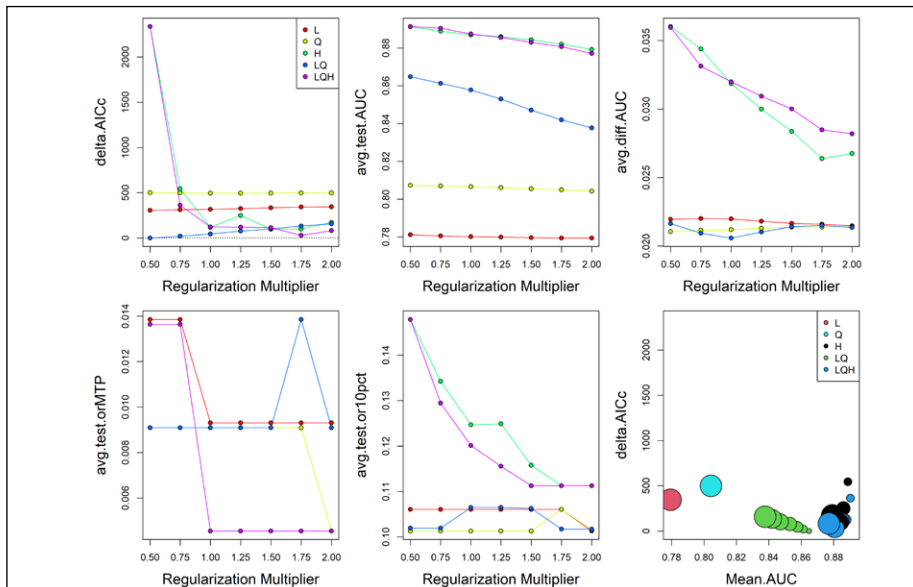 delta.AICc
0 500 1000 1500 2000
L
Q
H
LQ
LQH
0.50 0.75 1.00 1.25 1.50 1.75 2.00
Regularization Multiplier
avg.test.AUC
0.78 0.80 0.82 0.84 0.86 0.88
0.50 0.75 1.00 1.25 1.50 1.75 2.00
Regularization Multiplier
avg.diff.AUC
0.020 0.025 0.030 0.035
0.50 0.75 1.00 1.25 1.50 1.75 2.00
Regularization Multiplier
avg.test.orMTP
0.006 0.008 0.010 0.012 0.014
0.50 0.75 1.00 1.25 1.50 1.75 2.00
Regularization Multiplier
avg.test.or10pct
0.10 0.11 0.12 0.13 0.14
0.50 0.75 1.00 1.25 1.50 1.75 2.00
Regularization Multiplier
delta.AICc
0 500 1000 1500 2000
L
Q
H
LQ
LQH
0.78 0.80 0.82 0.84 0.86 0.88
Mean.AUC